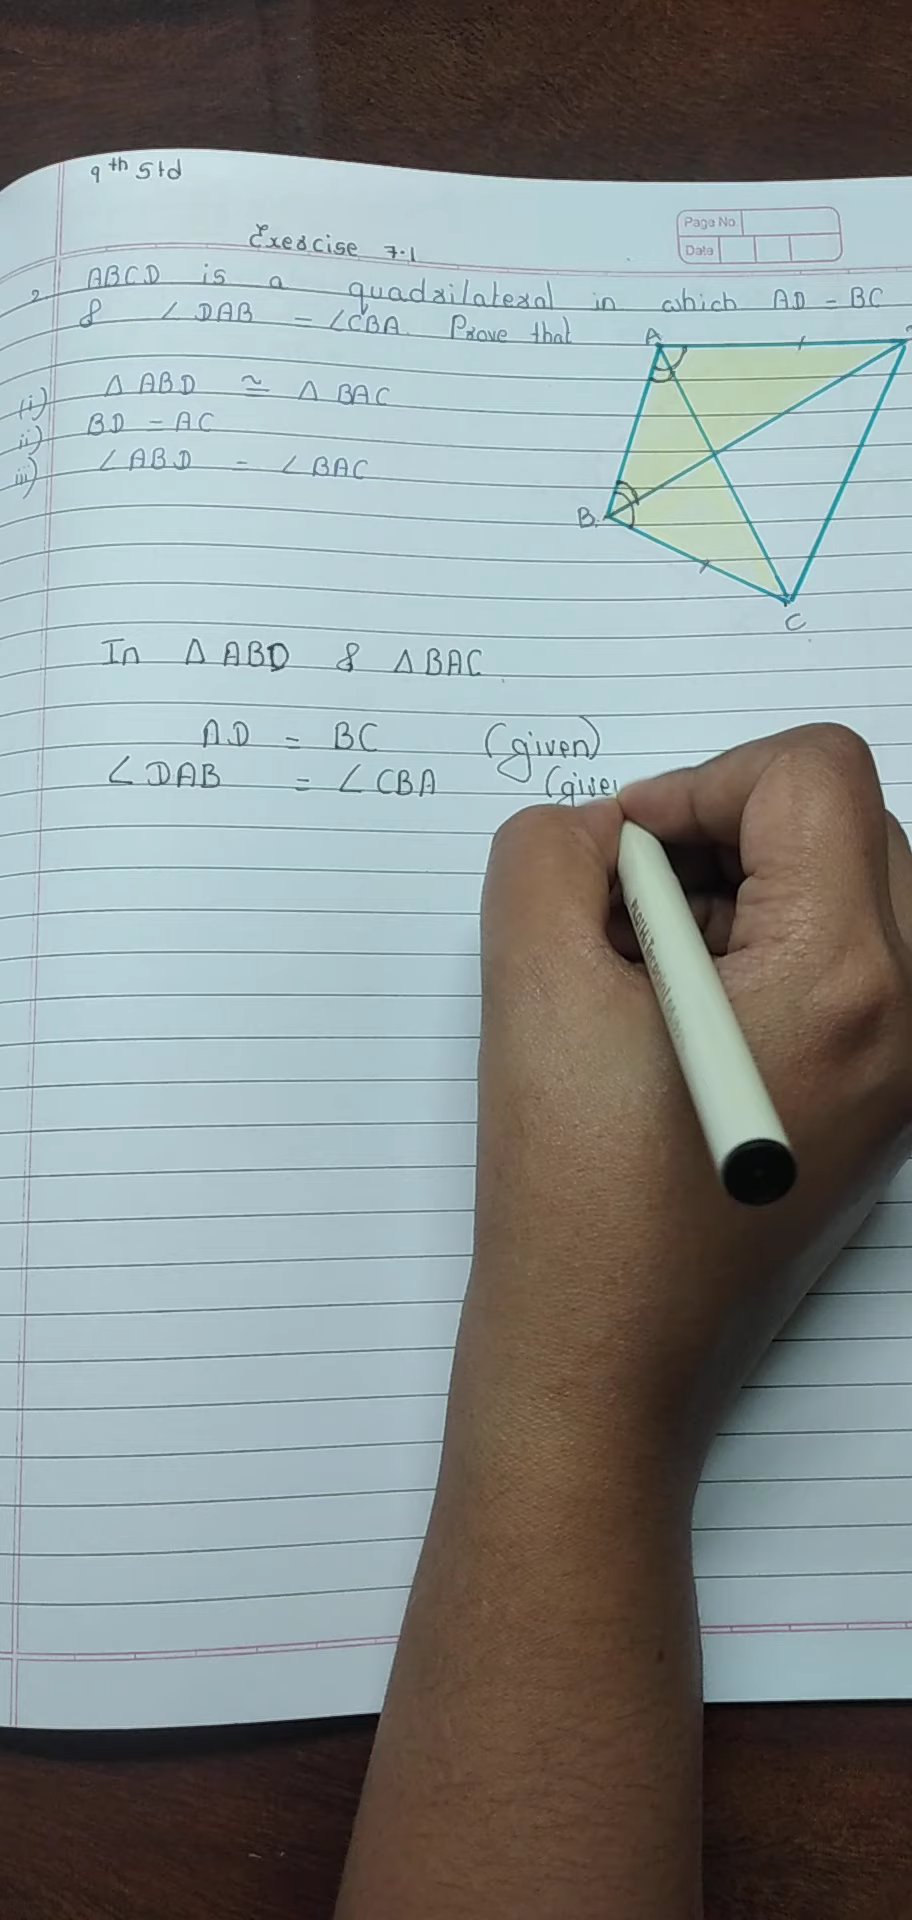 9th Std
Page No.
Date
Exercise 7.1
2. ABCD is a quadrilateral in which AD = BC
& ∠DAB = ∠CBA. Prove that
(i) Δ ABD ≅ Δ BAC
ii) BD = AC
iii) ∠ABD = ∠BAC
A
B
C
In Δ ABD & Δ BAC
AD = BC (given)
∠DAB = ∠CBA (give